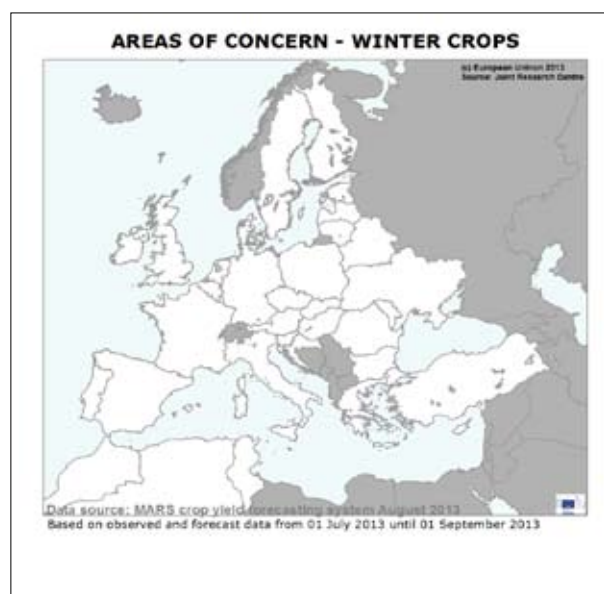 AREAS OF CONCERN - WINTER CROPS
(c) European Union 2013
Source: Joint Research Centre
Data source: MARS crop yield forecasting system August 2013
Based on observed and forecast data from 01 July 2013 until 01 September 2013